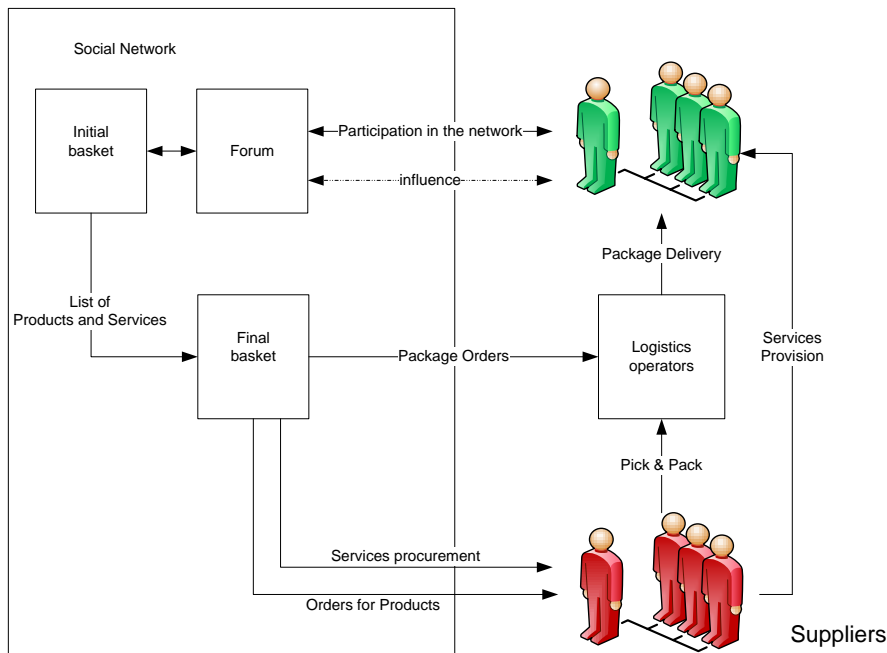 Social Network
Initial
basket
Forum
Participation in the network
influence
Package Delivery
List of
Products and Services
Final
basket
Package Orders
Logistics
operators
Services
Provision
Pick & Pack
Services procurement
Orders for Products
Suppliers